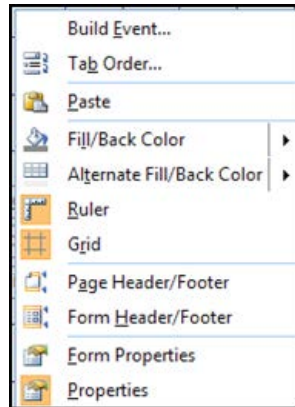 Build Event...
Tab Order...
Paste
Fill/Back Color
Alternate Fill/Back Color
Ruler
Grid
Page Header/Footer
Form Header/Footer
Form Properties
Properties